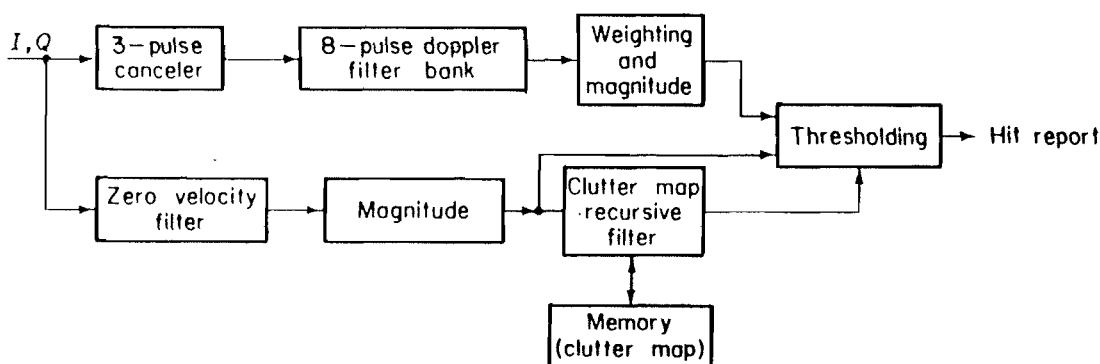 I, Q
3-pulse
canceler
8-pulse doppler
filter bank
Weighting
and
magnitude
Thresholding
Hit report
Zero velocity
filter
Magnitude
Clutter map
recursive
filter
Memory
(clutter map)